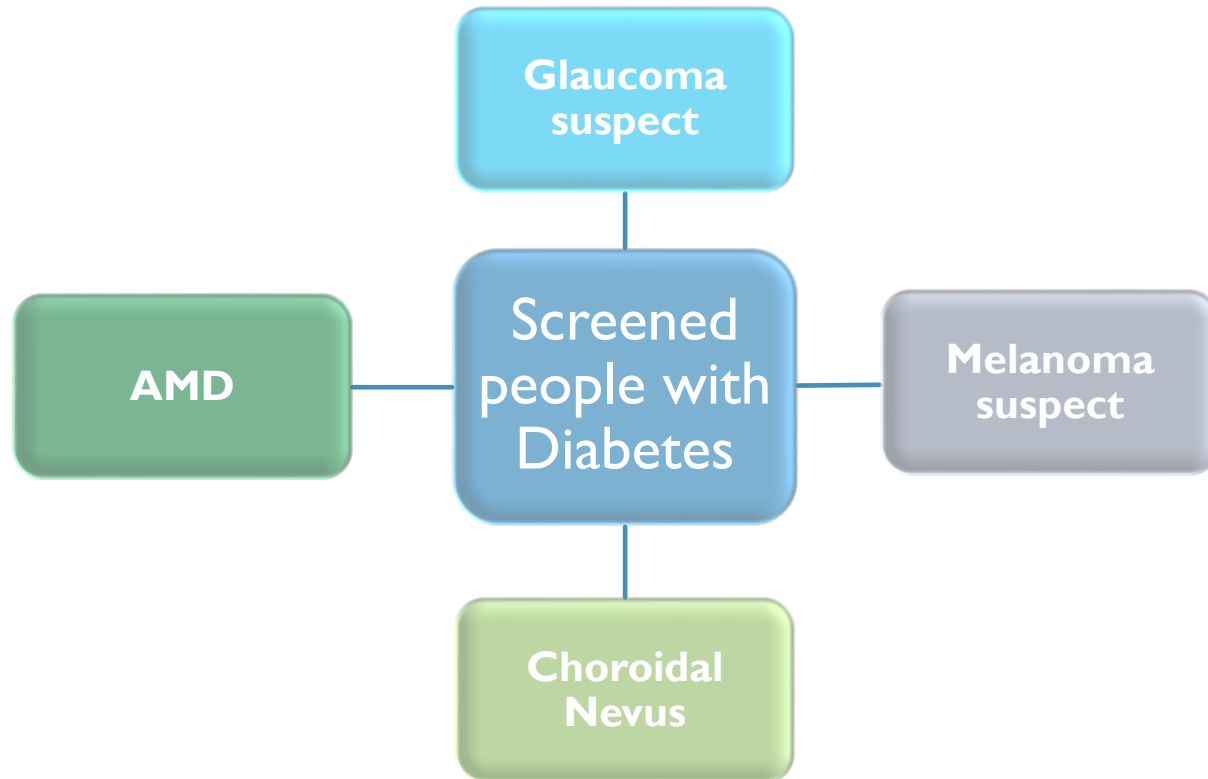 Glaucoma
suspect
AMD
Screened
people with
Diabetes
Melanoma
suspect
Choroidal
Nevus